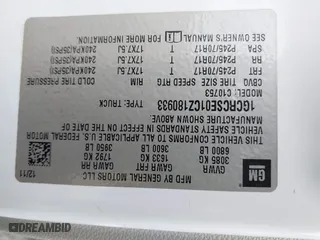 GM
MFD BY GENERAL MOTORS LLC
12/11
GVWR GAWR FRT GAWR RR
3085 KG 1633 KG 1792 KG
6800 LB 3600 LB 3950 LB
THIS VEHICLE CONFORMS TO ALL APPLICABLE U.S. FEDERAL MOTOR
VEHICLE SAFETY STANDARDS IN EFFECT ON THE DATE OF
MANUFACTURE SHOWN ABOVE.
1GCRCSE01CZ180933 TYPE: TRUCK
MODEL: C10753
TIRE SIZE SPEED RTG RIM COLD TIRE PRESSURE
FRT P245/70R17 T 17X7.5J 240KPA(35PSI)
RR P245/70R17 T 17X7.5J 240KPA(35PSI)
SPA P245/70R17 T 17X7.5J 240KPA(35PSI)
SEE OWNER'S MANUAL FOR MORE INFORMATION